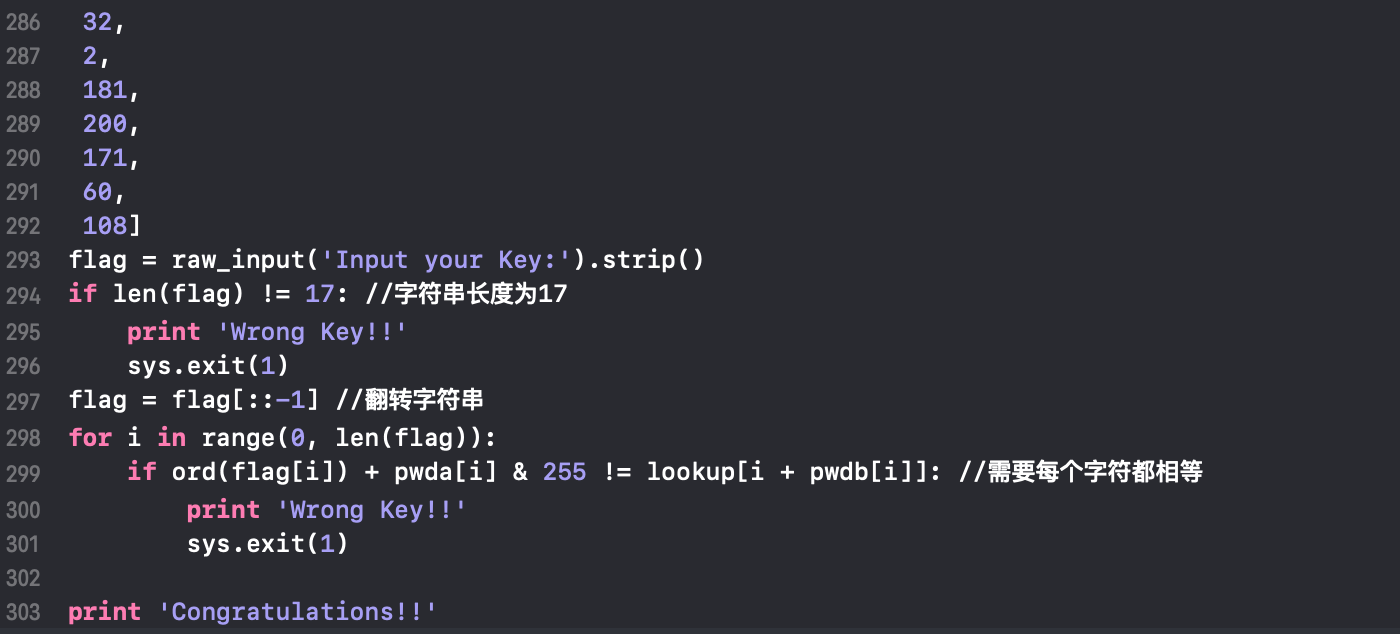 286 32,
287 2,
288 181,
289 200,
290 171,
291 60,
292 108]
293 flag = raw_input('Input your Key:').strip()
294 if len(flag) != 17: //字符串长度为17
295     print 'Wrong Key!!'
296     sys.exit(1)
297 flag = flag[::-1] //翻转字符串
298 for i in range(0, len(flag)):
299     if ord(flag[i]) + pwda[i] & 255 != lookup[i + pwdb[i]]: //需要每个字符都相等
300         print 'Wrong Key!!'
301         sys.exit(1)
302
303 print 'Congratulations!!'